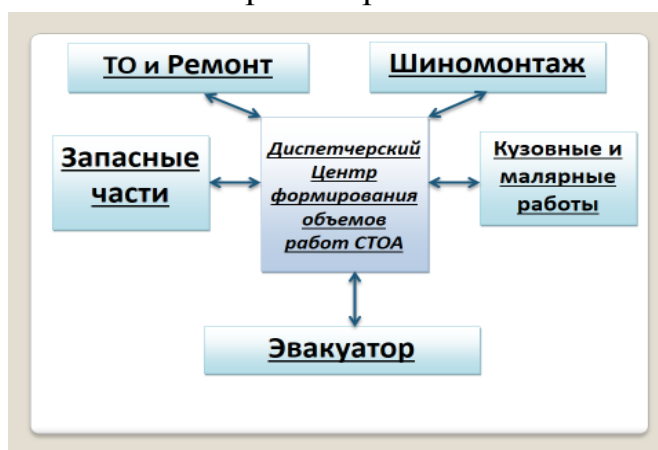 ТО и Ремонт
Шиномонтаж
Запасные
части
Диспетчерский
Центр
формирования
объемов
работ СТОА
Кузовные и
малярные
работы
Эвакуатор